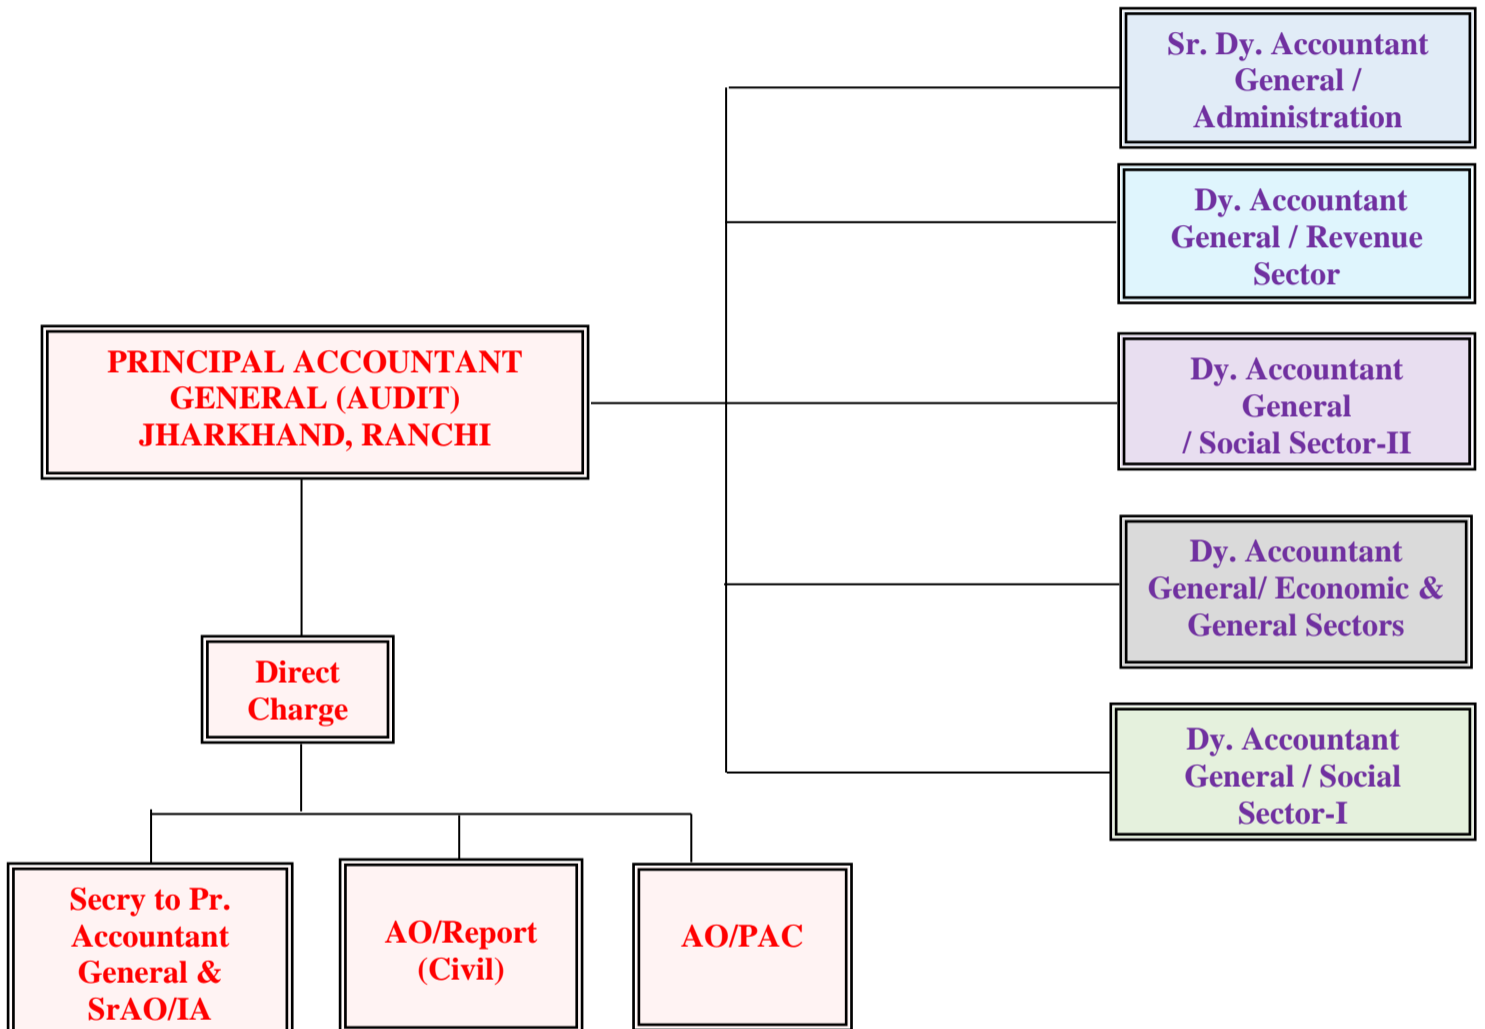 Sr. Dy. Accountant
General /
Administration
Dy. Accountant
General / Revenue
Sector
PRINCIPAL ACCOUNTANT
GENERAL (AUDIT)
JHARKHAND, RANCHI
Dy. Accountant
General
/ Social Sector-II
Dy. Accountant
General/ Economic &
General Sectors
Direct
Charge
Dy. Accountant
General / Social
Sector-I
Secry to Pr.
Accountant
General &
SrAO/IA
AO/Report
(Civil)
AO/PAC